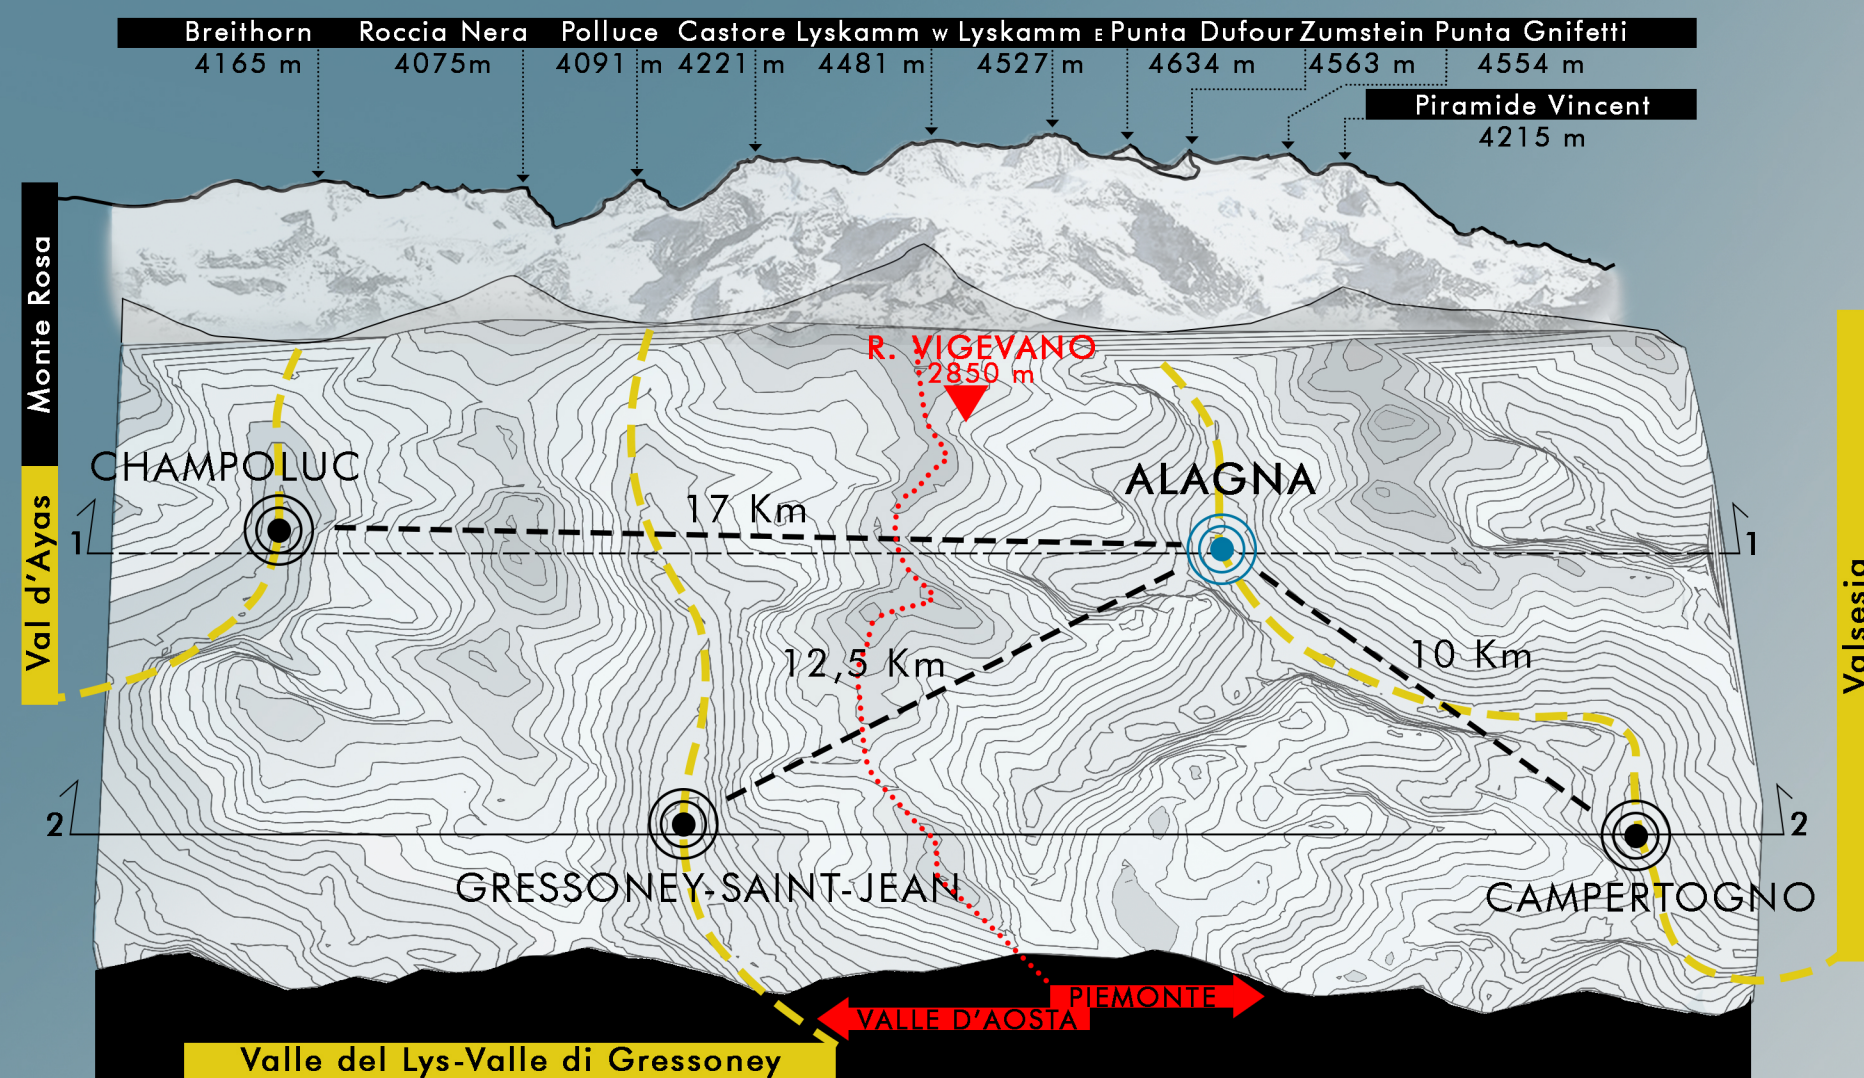 Breithorn Roccia Nera Polluce Castore Lyskamm W Lyskamm E Punta Dufour Zumstein Punta Gnifetti
4165 m 4075m 4091 m 4221 m 4481 m 4527 m 4634 m 4563 m 4554 m
Piramide Vincent
4215 m
Monte Rosa
R. VIGEVANO
2850 m
CHAMPOLUC
ALAGNA
Val d'Ayas
17 Km
1
1
Valsesia
12,5 Km
10 Km
2
2
GRESSONEY-SAINT-JEAN
CAMPERTOGNO
PIEMONTE
VALLE D'AOSTA
Valle del Lys-Valle di Gressoney